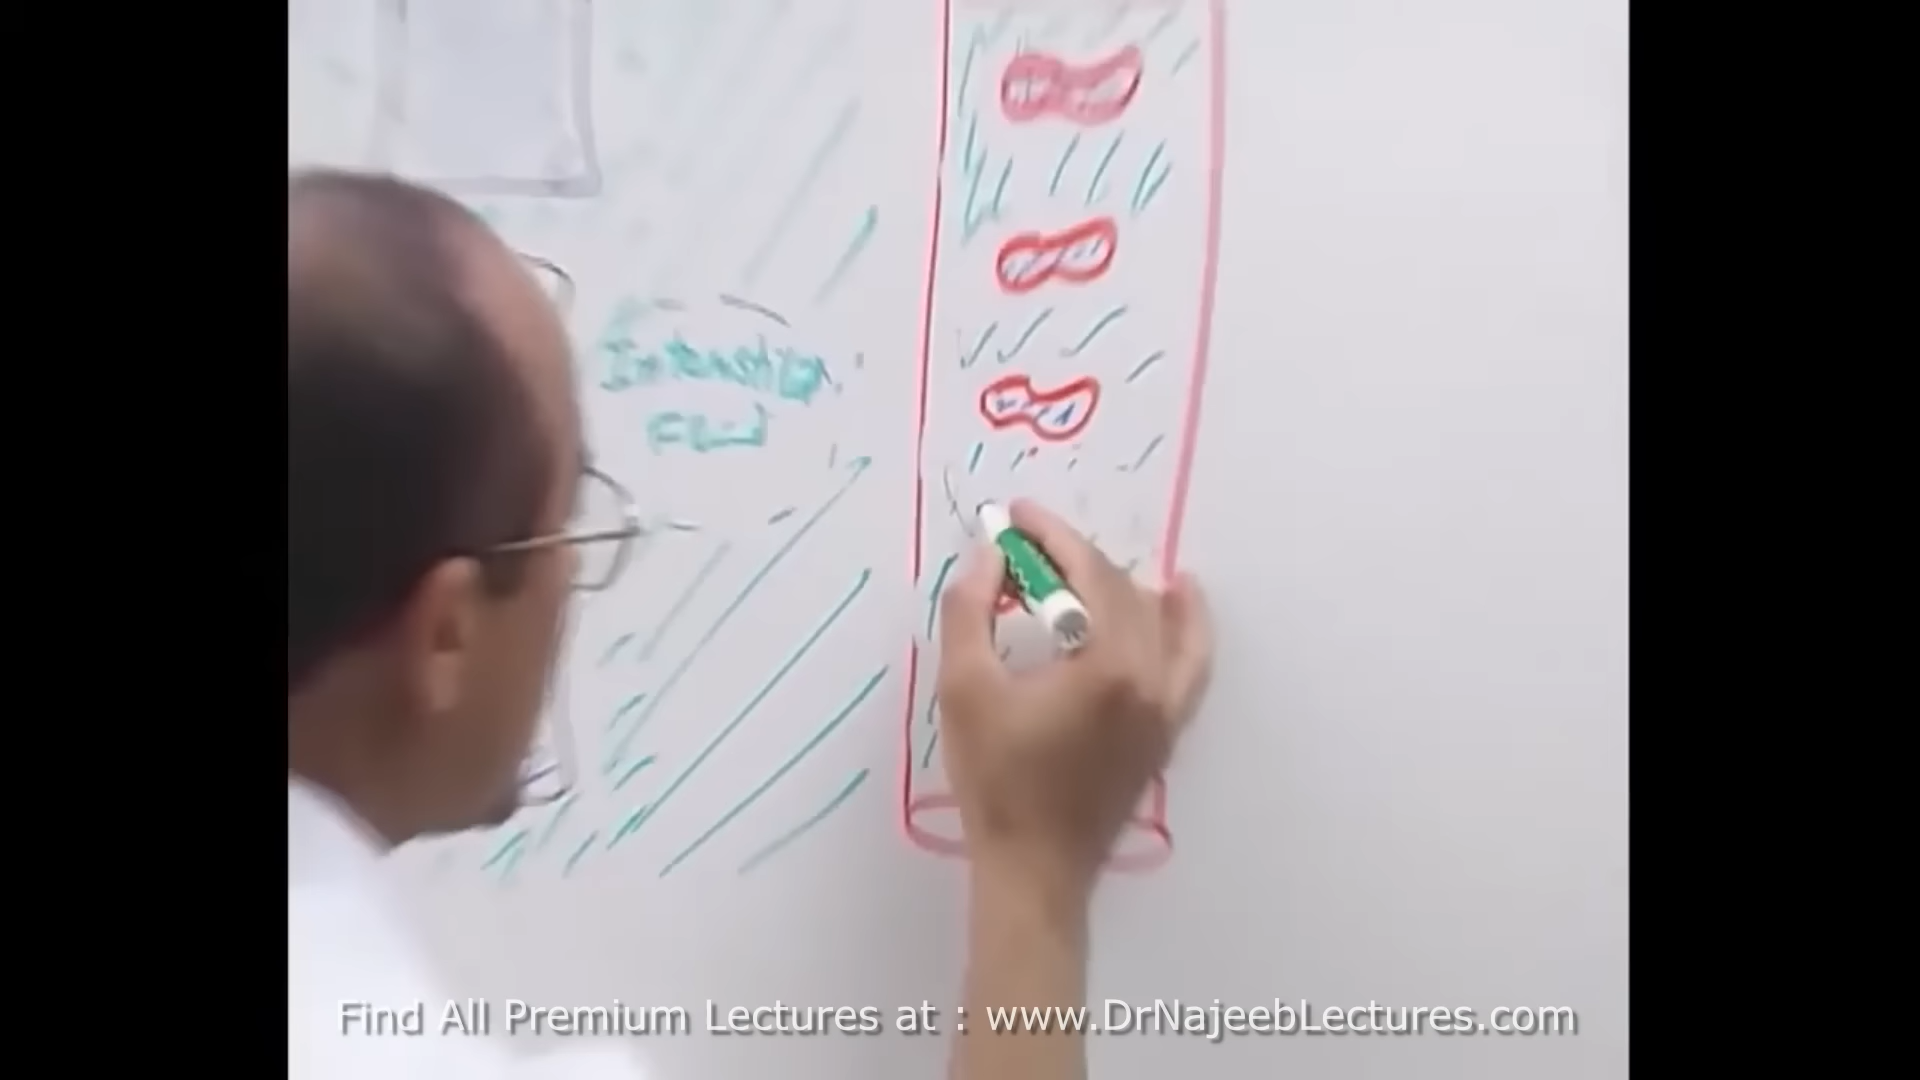 Interstitial
Fluid
Find All Premium Lectures at : www.DrNajeebLectures.com